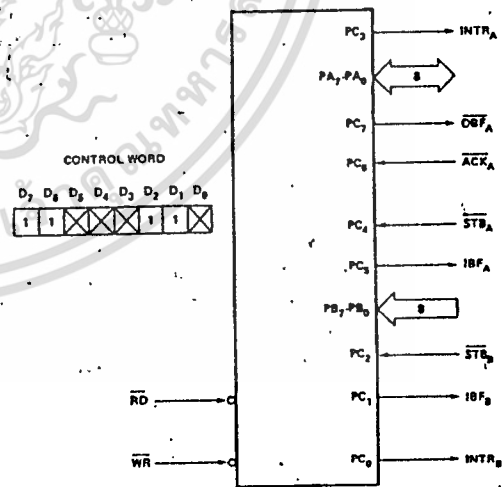 PC3 INTRA
PA7-PA0 8
PC7 OBFA
CONTROL WORD
PC6 ACKA
D7 D6 D5 D4 D3 D2 D1 D0
1 1 X X X 1 1 X
PC4 STBA
PC5 IBFA
PB7-PB0 8
PC2 STBB
RD
PC1 IBFB
WR
PC0 INTRB